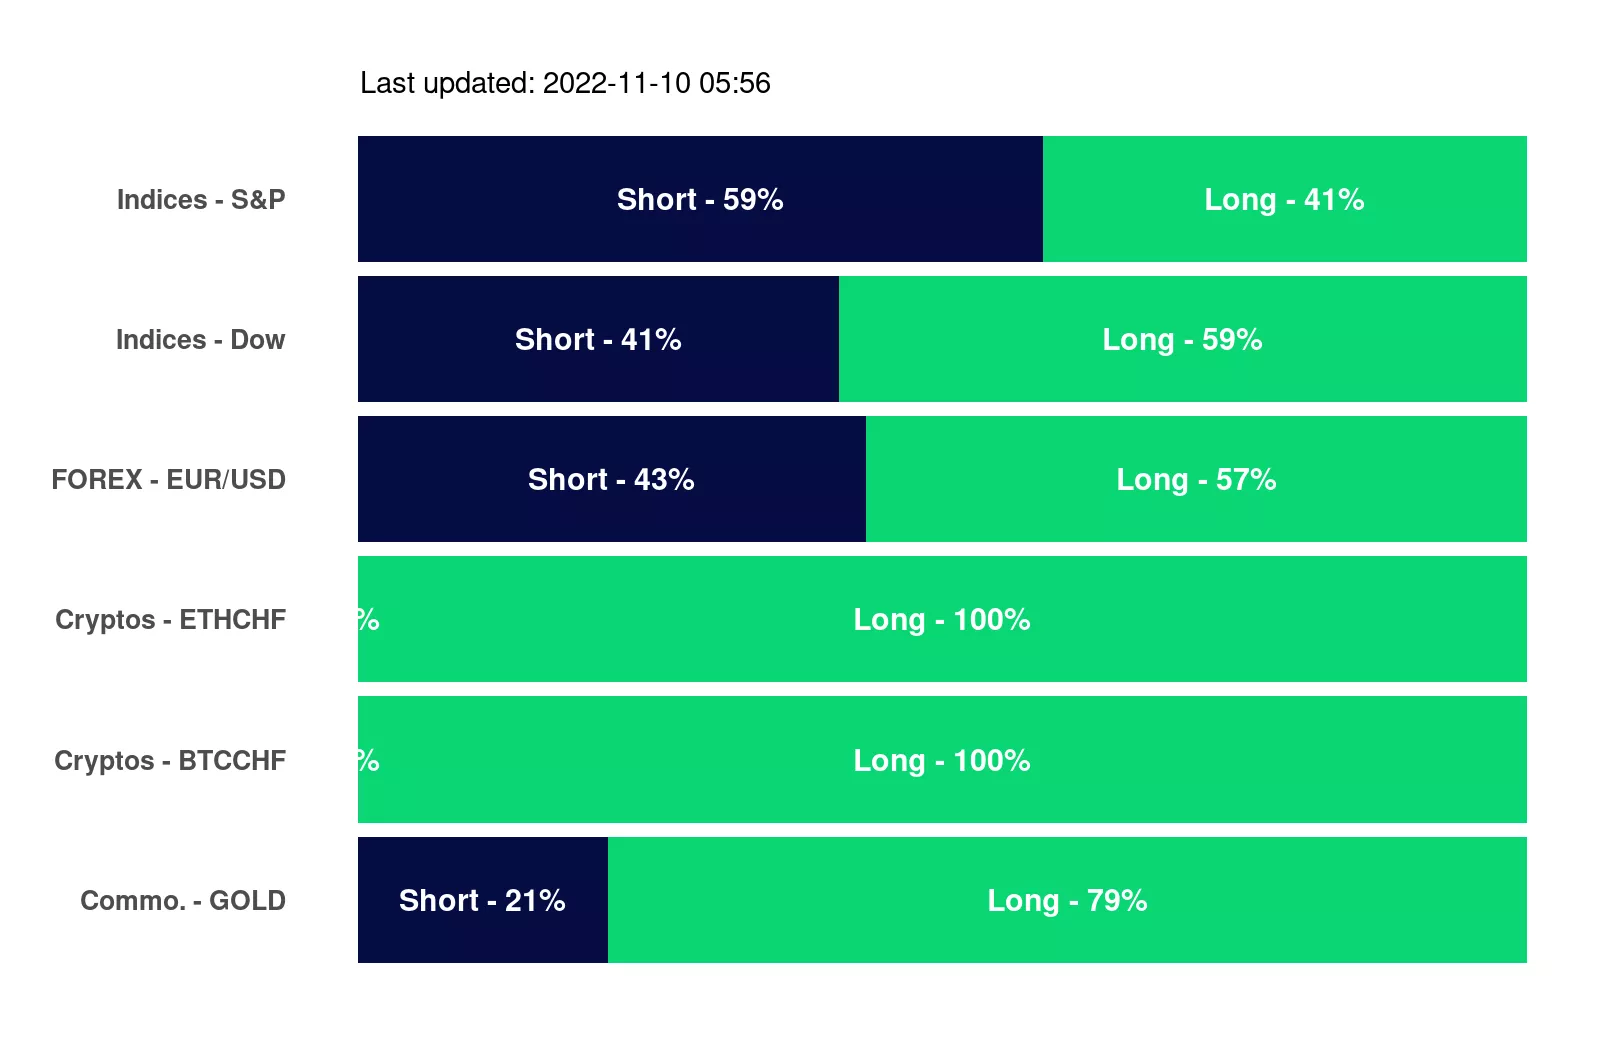 Last updated: 2022-11-10 05:56
Indices - S&P Short - 59% Long - 41%
Indices - Dow Short - 41% Long - 59%
FOREX - EUR/USD Short - 43% Long - 57%
Cryptos - ETHCHF % Long - 100%
Cryptos - BTCCHF % Long - 100%
Commo. - GOLD Short - 21% Long - 79%